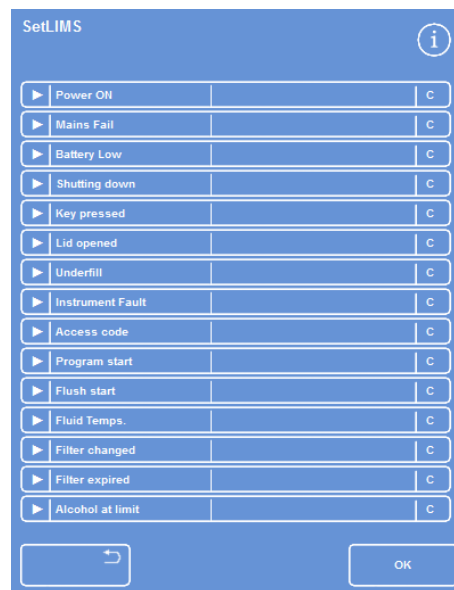 SetLIMS
i
Power ON C
Mains Fail C
Battery Low C
Shutting down C
Key pressed C
Lid opened C
Underfill C
Instrument Fault C
Access code C
Program start C
Flush start C
Fluid Temps. C
Filter changed C
Filter expired C
Alcohol at limit C
OK